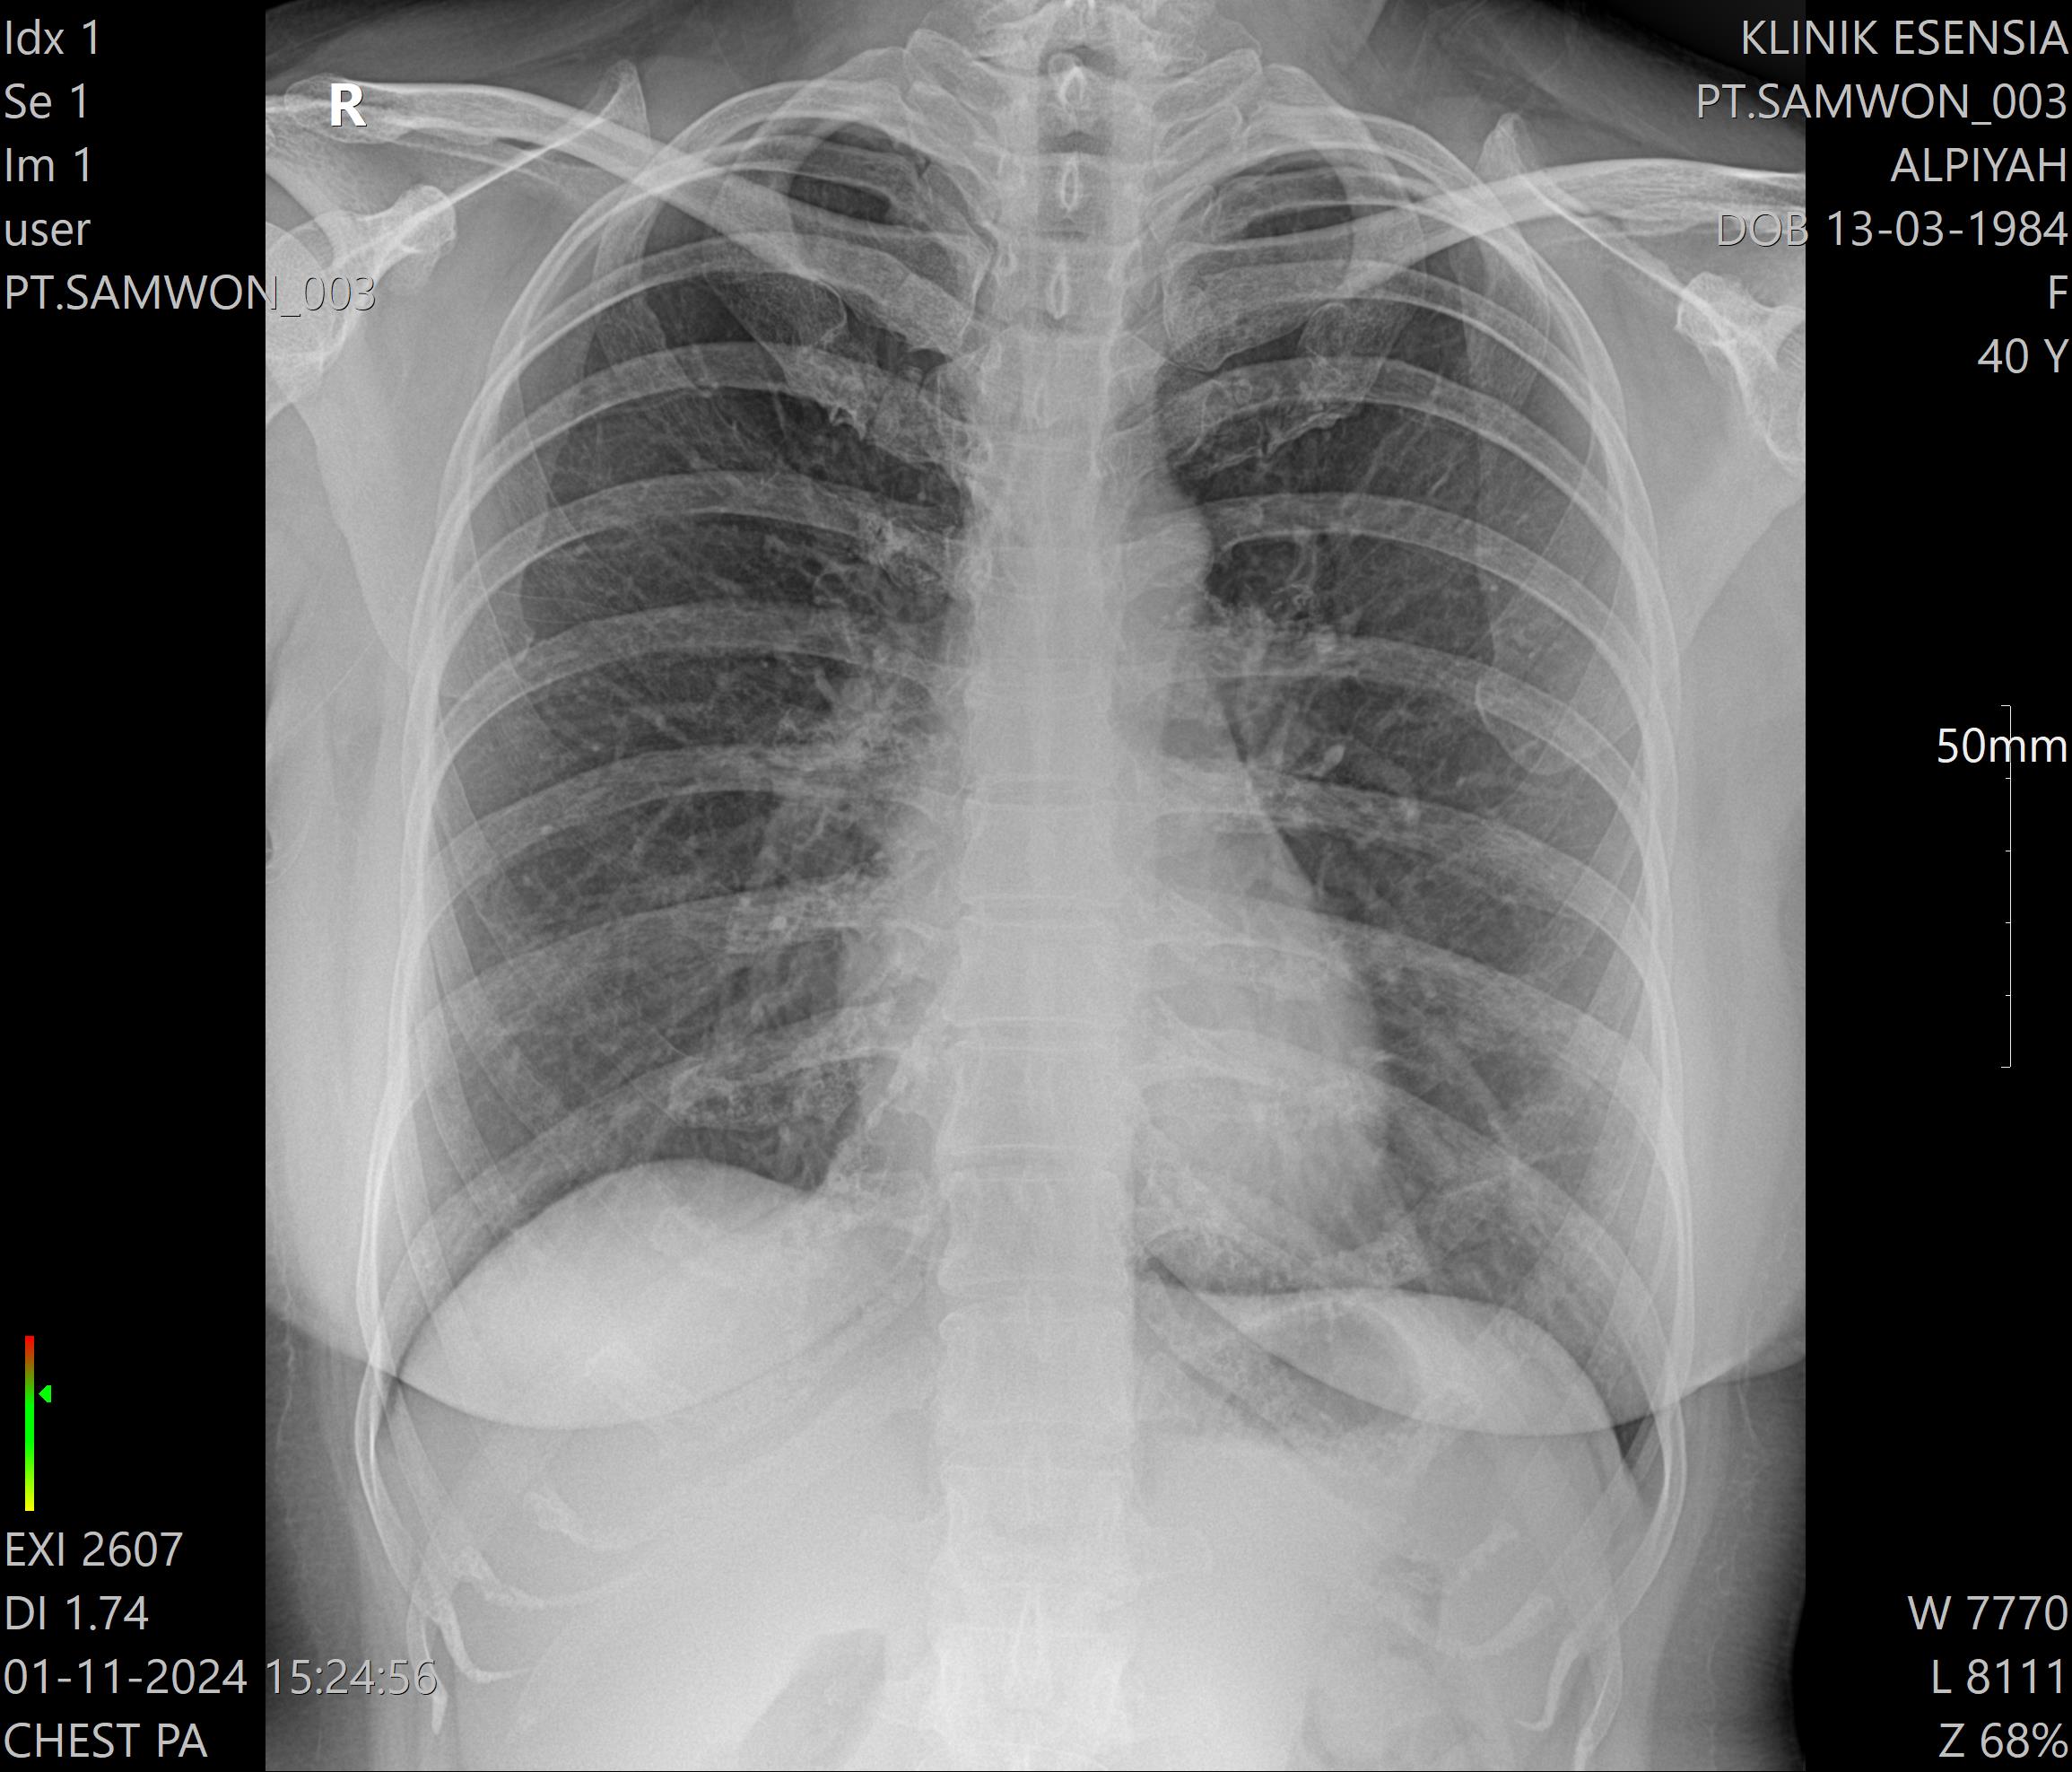 Idx 1
Se 1
Im 1
user
PT.SAMWON_003
R
KLINIK ESENSIA
PT.SAMWON_003
ALPIYAH
DOB 13-03-1984
F
40 Y
50mm
EXI 2607
DI 1.74
01-11-2024 15:24:56
CHEST PA
W 7770
L 8111
Z 68%